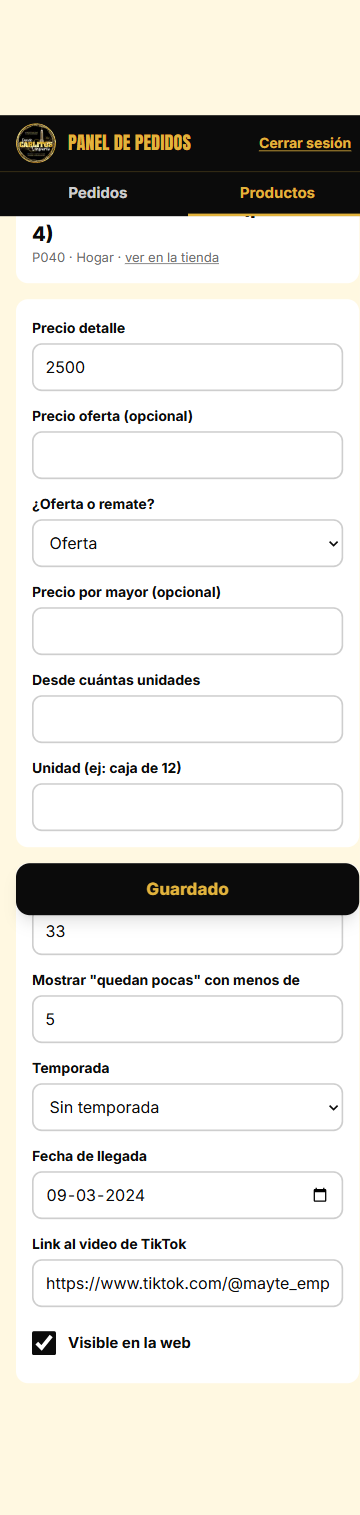 CARLITOS
PANEL DE PEDIDOS
Cerrar sesión
Pedidos
Productos
4)
P040 · Hogar · ver en la tienda
Precio detalle
2500
Precio oferta (opcional)
¿Oferta o remate?
Oferta
Precio por mayor (opcional)
Desde cuántas unidades
Unidad (ej: caja de 12)
Guardado
33
Mostrar "quedan pocas" con menos de
5
Temporada
Sin temporada
Fecha de llegada
09-03-2024
Link al video de TikTok
https://www.tiktok.com/@mayte_emp
Visible en la web